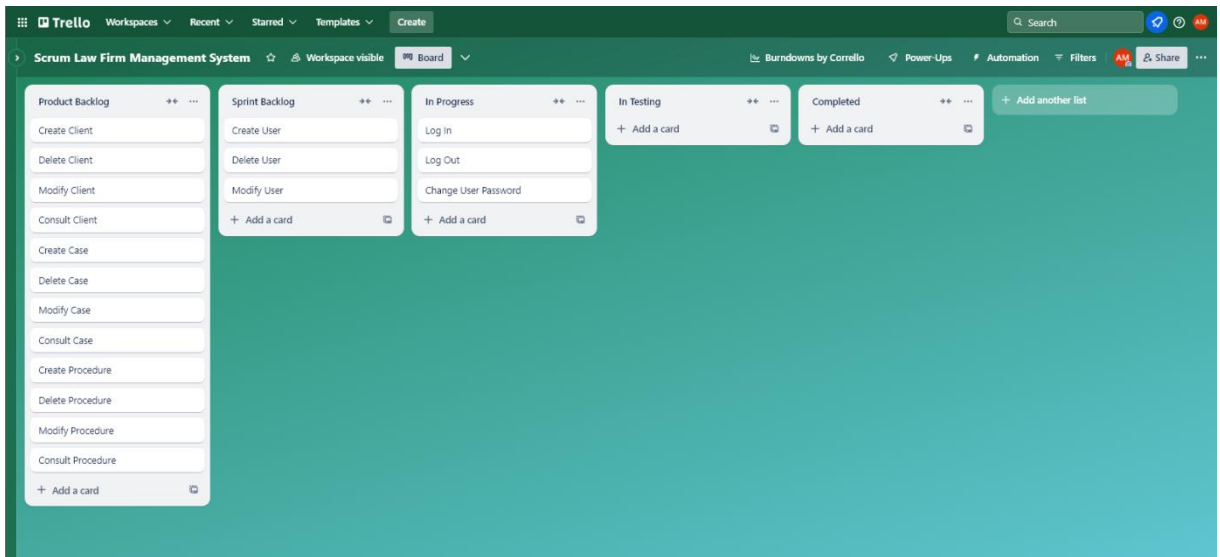 Trello Workspaces Recent Starred Templates Create Search AM
Scrum Law Firm Management System Workspace visible Board Burndowns by Corrello Power-Ups Automation Filters AM Share
Product Backlog
Create Client
Delete Client
Modify Client
Consult Client
Create Case
Delete Case
Modify Case
Consult Case
Create Procedure
Delete Procedure
Modify Procedure
Consult Procedure
+ Add a card
Sprint Backlog
Create User
Delete User
Modify User
+ Add a card
In Progress
Log In
Log Out
Change User Password
+ Add a card
In Testing
+ Add a card
Completed
+ Add a card
+ Add another list